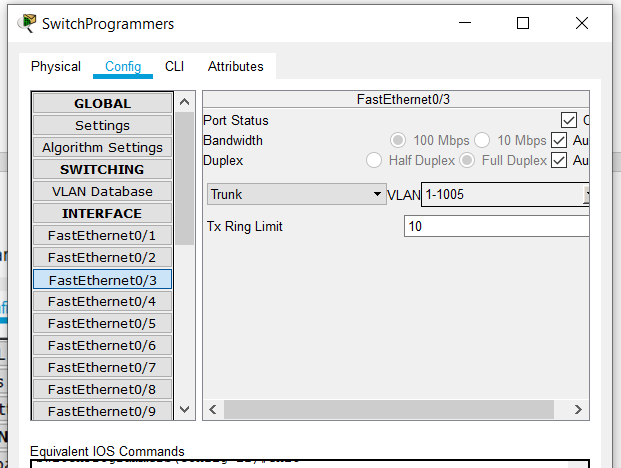 SwitchProgrammers
Physical Config CLI Attributes
GLOBAL
Settings
Algorithm Settings
SWITCHING
VLAN Database
INTERFACE
FastEthernet0/1
FastEthernet0/2
FastEthernet0/3
FastEthernet0/4
FastEthernet0/5
FastEthernet0/6
FastEthernet0/7
FastEthernet0/8
FastEthernet0/9
FastEthernet0/3
Port Status
Bandwidth 100 Mbps 10 Mbps Au
Duplex Half Duplex Full Duplex Au
Trunk VLAN 1-1005
Tx Ring Limit 10
Equivalent IOS Commands